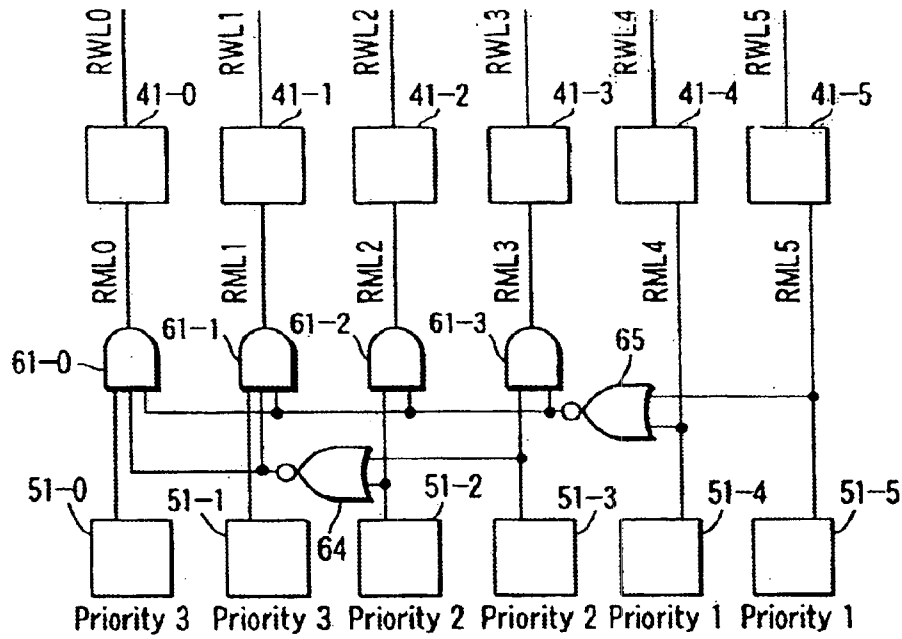 RWL0 RWL1 RWL2 RWL3 RWL4 RWL5
41-0 41-1 41-2 41-3 41-4 41-5
RML0 RML1 RML2 RML3 RML4 RML5
61-0 61-1 61-2 61-3 65
51-0 51-1 64 51-2 51-3 51-4 51-5
Priority 3 Priority 3 Priority 2 Priority 2 Priority 1 Priority 1